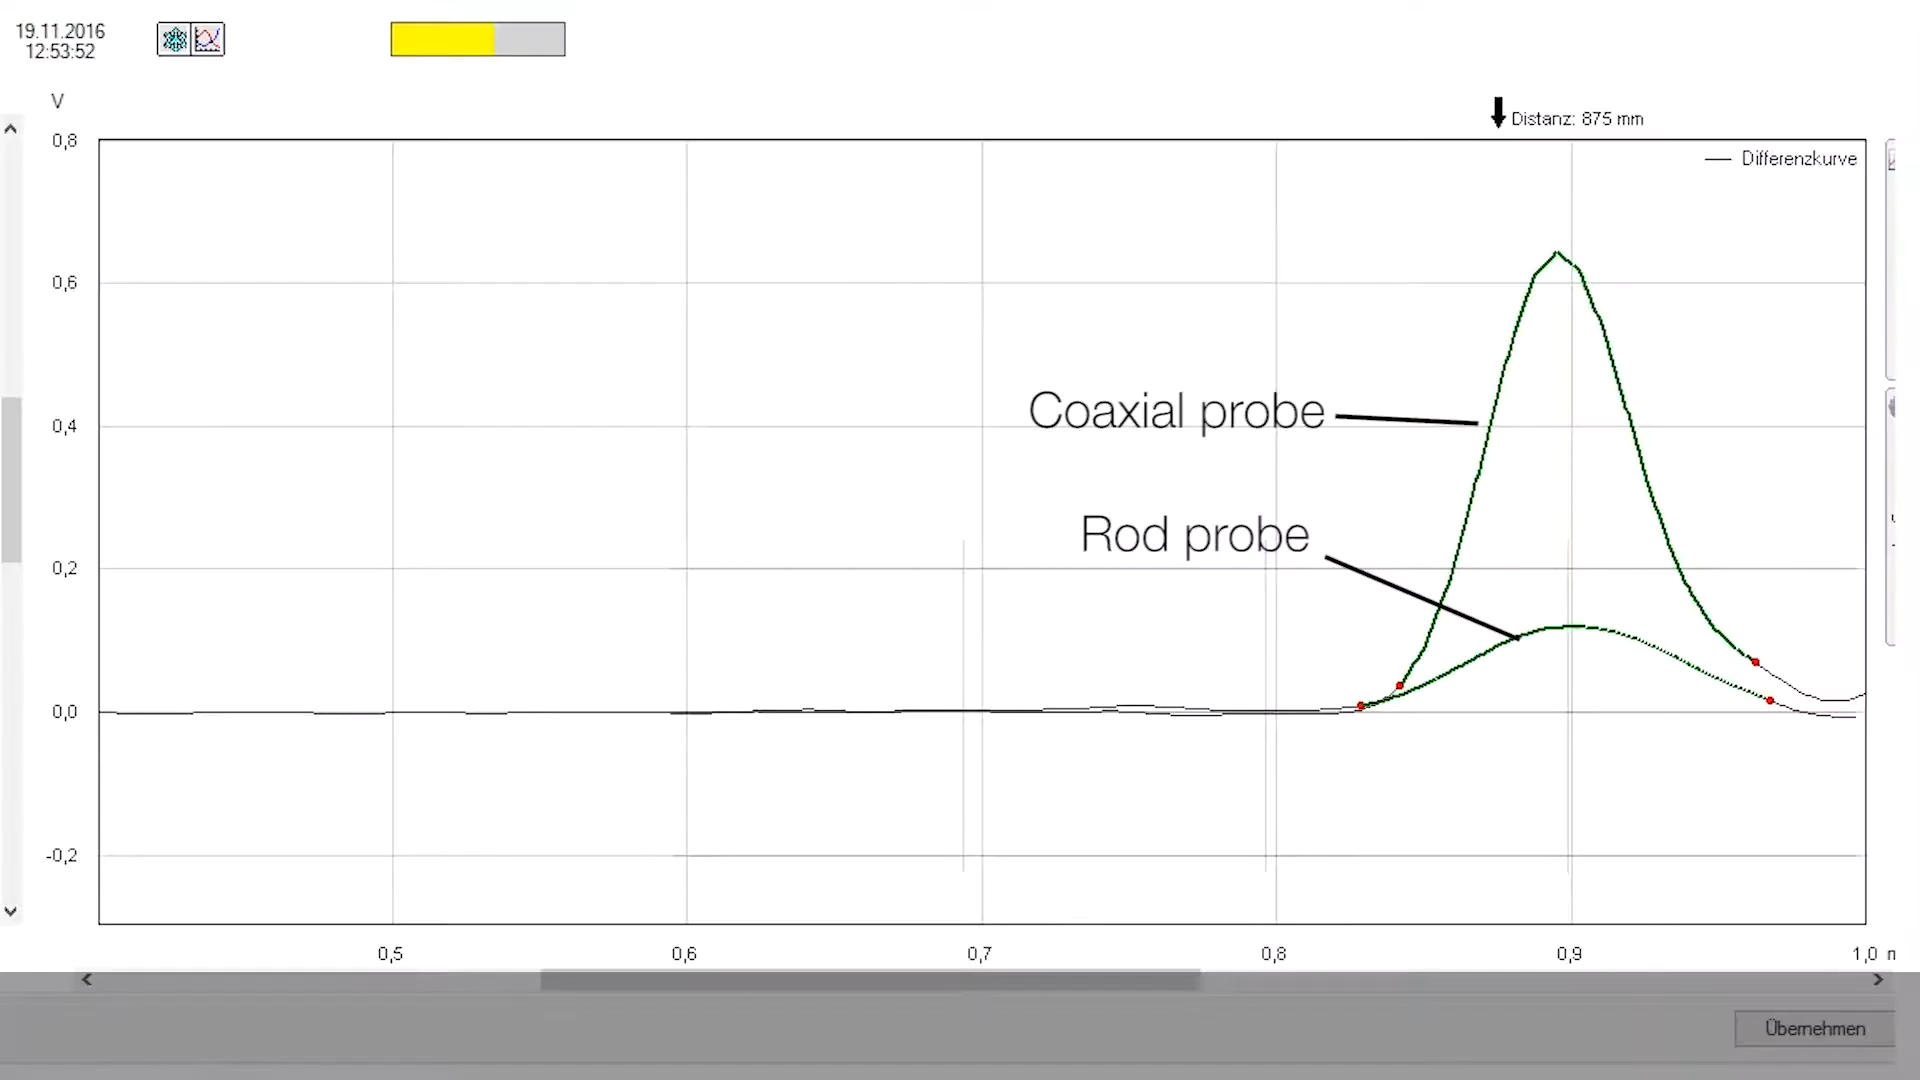 19.11.2016
12:53:52
V
Distanz: 875 mm
0,8
Differenzkurve
0,6
Coaxial probe
0,4
Rod probe
0,2
0,0
-0,2
0,5 0,6 0,7 0,8 0,9 1,0
Übernehmen